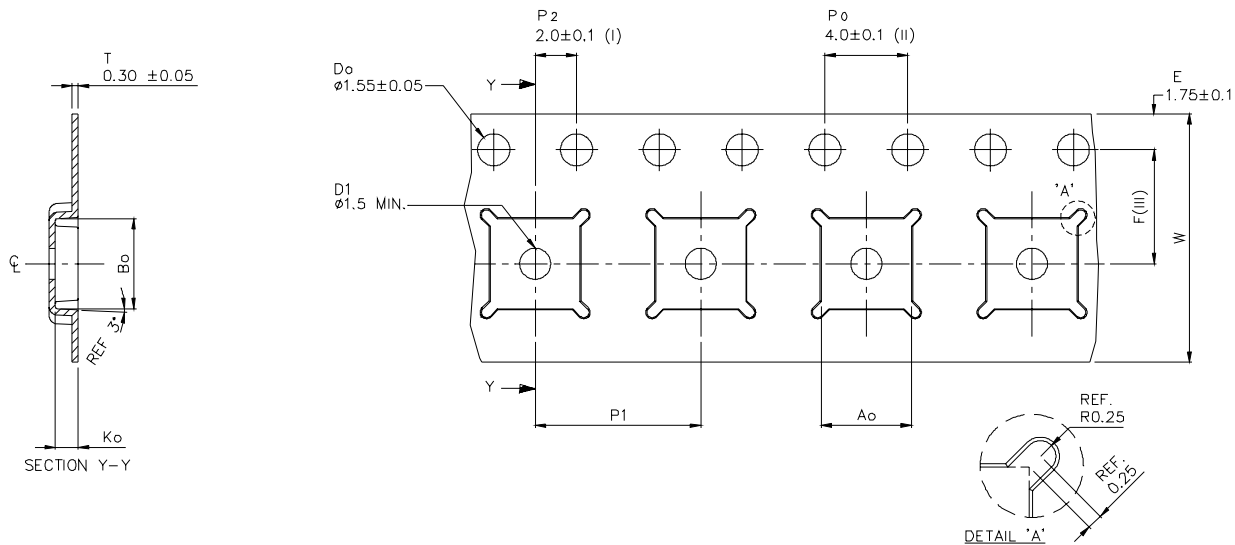 T
0.30 ±0.05
P2
2.0±0.1 (I)
Po
4.0±0.1 (II)
Do
ø1.55±0.05
Y
E
1.75±0.1
D1
ø1.5 MIN.
'A'
F(III)
W
℄
Bo
REF 3°
Ko
SECTION Y-Y
Y
P1
Ao
REF.
R0.25
REF.
0.25
DETAIL 'A'